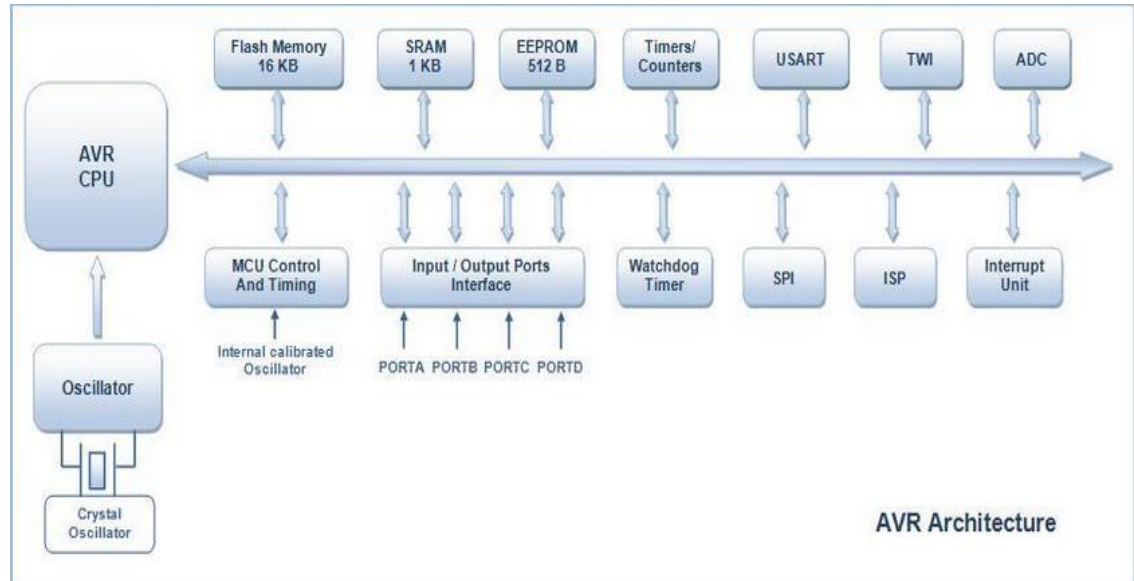 Flash Memory
16 KB
SRAM
1 KB
EEPROM
512 B
Timers/
Counters
USART
TWI
ADC
AVR
CPU
MCU Control
And Timing
Input / Output Ports
Interface
Watchdog
Timer
SPI
ISP
Interrupt
Unit
Internal calibrated
Oscillator
PORTA PORTB PORTC PORTD
Oscillator
Crystal
Oscillator
AVR Architecture